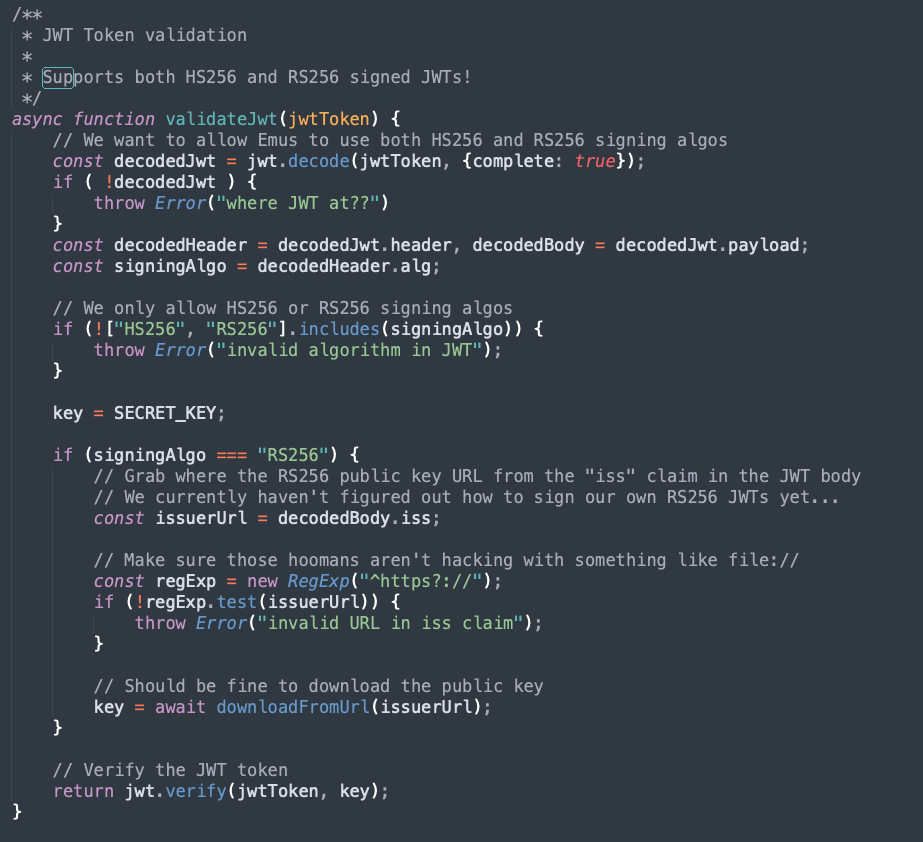 /**
 * JWT Token validation
 *
 * Supports both HS256 and RS256 signed JWTs!
 */
async function validateJwt(jwtToken) {
    // We want to allow Emus to use both HS256 and RS256 signing algos
    const decodedJwt = jwt.decode(jwtToken, {complete: true});
    if ( !decodedJwt ) {
        throw Error("where JWT at??")
    }
    const decodedHeader = decodedJwt.header, decodedBody = decodedJwt.payload;
    const signingAlgo = decodedHeader.alg;

    // We only allow HS256 or RS256 signing algos
    if (!["HS256", "RS256"].includes(signingAlgo)) {
        throw Error("invalid algorithm in JWT");
    }

    key = SECRET_KEY;

    if (signingAlgo === "RS256") {
        // Grab where the RS256 public key URL from the "iss" claim in the JWT body
        // We currently haven't figured out how to sign our own RS256 JWTs yet...
        const issuerUrl = decodedBody.iss;

        // Make sure those hoomans aren't hacking with something like file://
        const regExp = new RegExp("^https?://");
        if (!regExp.test(issuerUrl)) {
            throw Error("invalid URL in iss claim");
        }

        // Should be fine to download the public key
        key = await downloadFromUrl(issuerUrl);
    }

    // Verify the JWT token
    return jwt.verify(jwtToken, key);
}